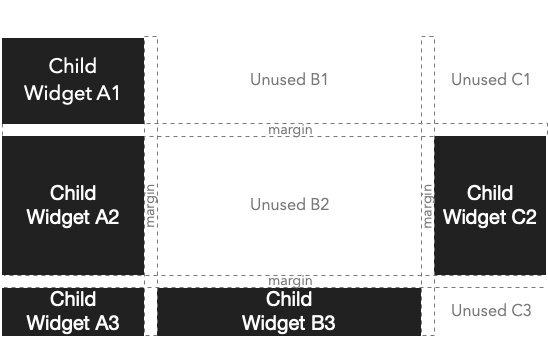 Child
Widget A1
Unused B1
Unused C1
margin
Child
Widget A2
margin
Unused B2
margin
Child
Widget C2
margin
Child
Widget A3
Child
Widget B3
Unused C3